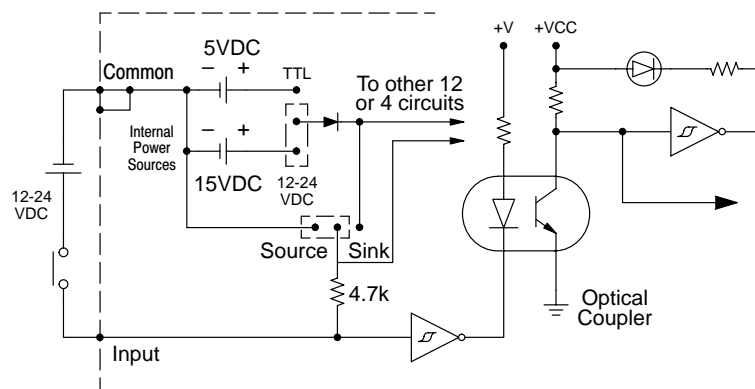 5VDC
+V
+VCC
Common
− +
TTL
To other 12
or 4 circuits
Internal
Power
Sources
− +
15VDC
12-24
VDC
12-24
VDC
Source
Sink
4.7k
Optical
Coupler
Input